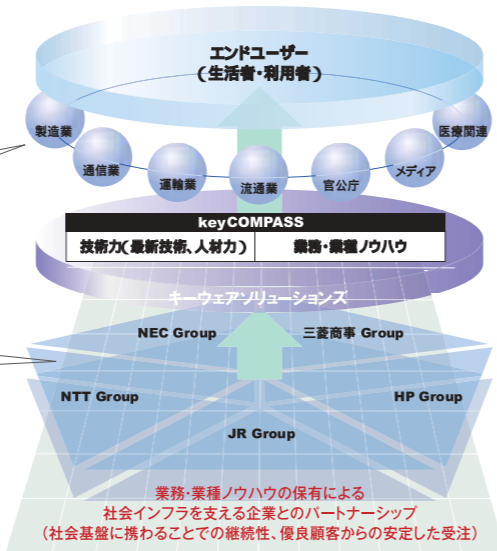 エンドユーザー
(生活者・利用者)
製造業
医療関連
通信業
メディア
運輸業
官公庁
流通業
keyCOMPASS
技術力(最新技術、人材力)
業務・業種ノウハウ
キーウェアソリューションズ
NEC Group
三菱商事 Group
NTT Group
HP Group
JR Group
業務・業種ノウハウの保有による
社会インフラを支える企業とのパートナーシップ
(社会基盤に携わることでの継続性、優良顧客からの安定した受注)